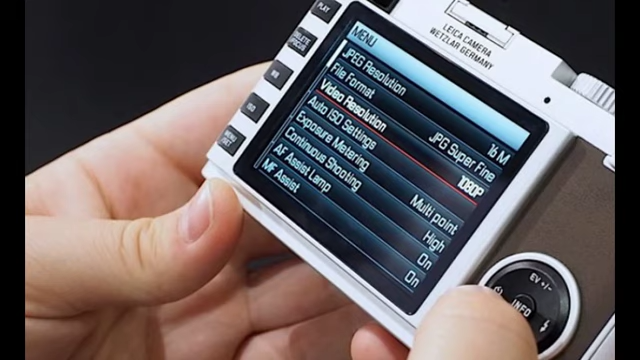 LEICA CAMERA
WETZLAR GERMANY
PLAY
DELETE
FOCUS
WB
ISO
MENU
SET
MENU
JPEG Resolution 16 M
File Format JPG Super Fine
Video Resolution 1080P
Auto ISO Settings
Exposure Metering Multi point
Continuous Shooting High
AF Assist Lamp On
MF Assist On
EV +/-
INFO